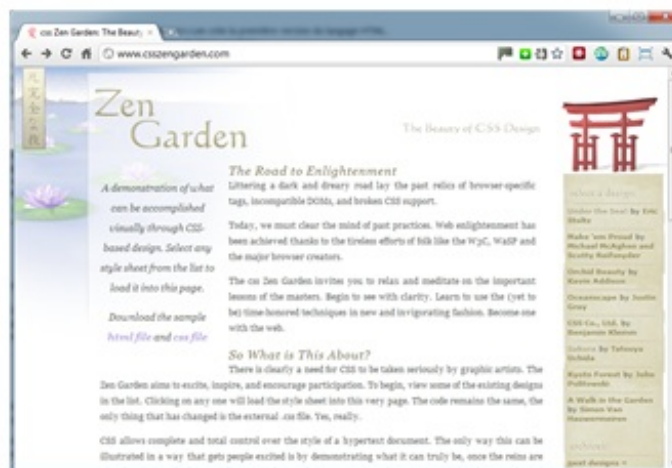 css Zen Garden: The Beauty
www.csszengarden.com
Zen
Garden
The Beauty of CSS Design
A demonstration of what
can be accomplished
visually through CSS-
based design. Select any
style sheet from the list to
load it into this page.
Download the sample
html file and css file
The Road to Enlightenment
Littering a dark and dreary road lay the past relics of browser-specific
tags, incompatible DOMs, and broken CSS support.
Today, we must clear the mind of past practices. Web enlightenment has
been achieved thanks to the tireless efforts of folk like the W3C, WaSP and
the major browser creators.
The css Zen Garden invites you to relax and meditate on the important
lessons of the masters. Begin to see with clarity. Learn to use the (yet to
be) time-honored techniques in new and invigorating fashion. Become one
with the web.
So What is This About?
There is clearly a need for CSS to be taken seriously by graphic artists. The
Zen Garden aims to excite, inspire, and encourage participation. To begin, view some of the existing designs
in the list. Clicking on any one will load the style sheet into this very page. The code remains the same, the
only thing that has changed is the external .css file. Yes, really.
CSS allows complete and total control over the style of a hypertext document. The only way this can be
illustrated in a way that gets people excited is by demonstrating what it can truly be, once the reins are
select a design
Under the Sea! by Eric
Stoltz
Make 'em Proud by
Michael McAghon and
Scotty Reifsnyder
Orchid Beauty by
Kevin Addison
Oceanscape by Justin
Gray
CSS Co., Ltd. by
Benjamin Klemm
Sakura by Tatsuya
Uchida
Kyoto Forest by John
Politowski
A Walk in the Garden
by Simon Van
Hauwermeiren
archives